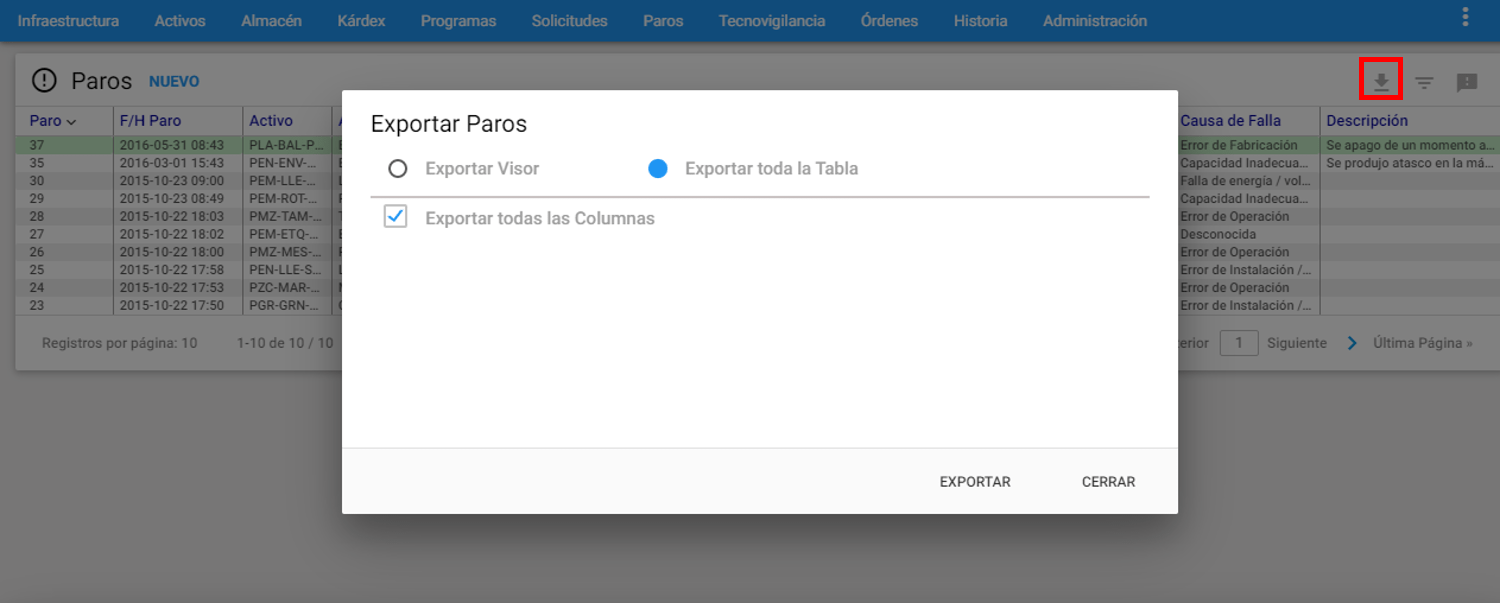 Infraestructura Activos Almacén Kárdex Programas Solicitudes Paros Tecnovigilancia Órdenes Historia Administración
Paros NUEVO
Exportar Paros
Exportar Visor Exportar toda la Tabla
Exportar todas las Columnas
EXPORTAR CERRAR
Paro F/H Paro Activo Causa de Falla Descripción
37 2016-05-31 08:43 PLA-BAL-P... Error de Fabricación Se apago de un momento a...
35 2016-03-01 15:43 PEN-ENV-... Capacidad Inadecua... Se produjo atasco en la má...
30 2015-10-23 09:00 PEM-LLE-... Falla de energía / vol...
29 2015-10-23 08:49 PEM-ROT-... Capacidad Inadecua...
28 2015-10-22 18:03 PMZ-TAM-... Error de Operación
27 2015-10-22 18:02 PEM-ETQ-... Desconocida
26 2015-10-22 18:00 PMZ-MES-... Error de Operación
25 2015-10-22 17:58 PEN-LLE-S... Error de Instalación /...
24 2015-10-22 17:53 PZC-MAR-... Error de Operación
23 2015-10-22 17:50 PGR-GRN-... Error de Instalación /...
Registros por página: 10 1-10 de 10 / 10 erior 1 Siguiente Última Página »